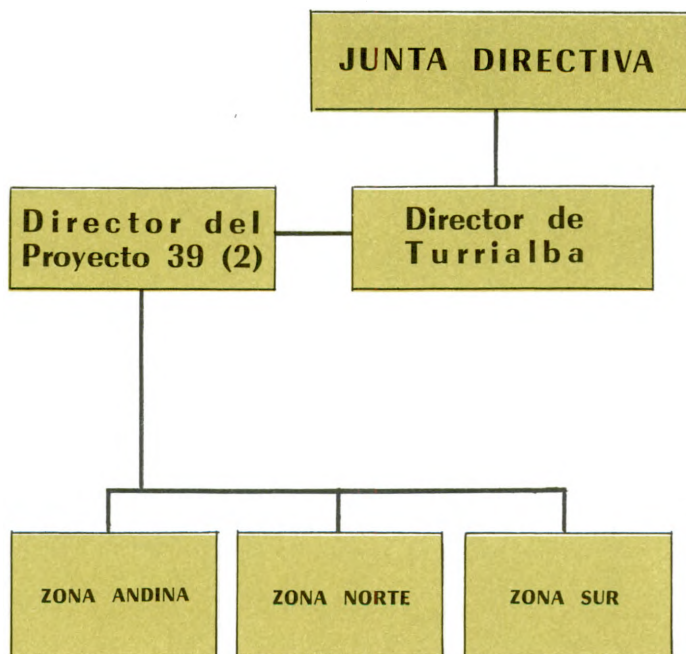 JUNTA DIRECTIVA
Director del
Proyecto 39 (2)
Director de
Turrialba
ZONA ANDINA
ZONA NORTE
ZONA SUR